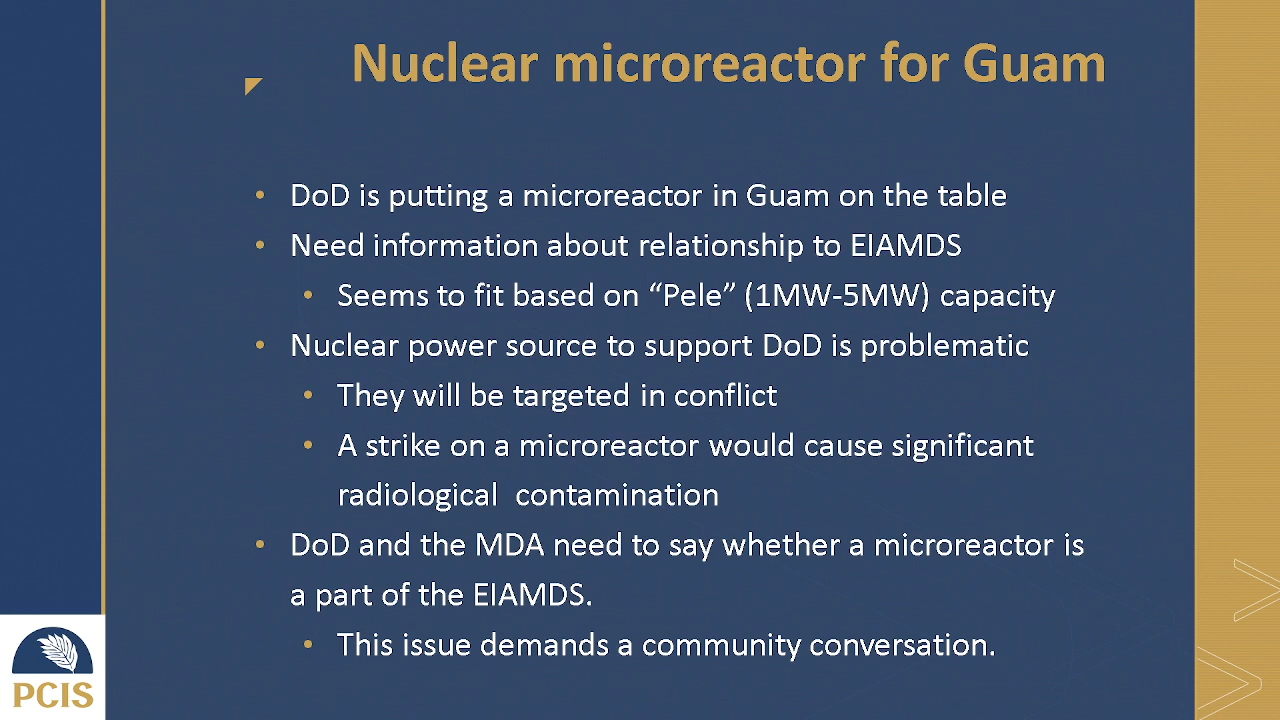 Nuclear microreactor for Guam
• DoD is putting a microreactor in Guam on the table
• Need information about relationship to EIAMDS
• Seems to fit based on “Pele” (1MW-5MW) capacity
• Nuclear power source to support DoD is problematic
• They will be targeted in conflict
• A strike on a microreactor would cause significant
radiological contamination
• DoD and the MDA need to say whether a microreactor is
a part of the EIAMDS.
• This issue demands a community conversation.
PCIS